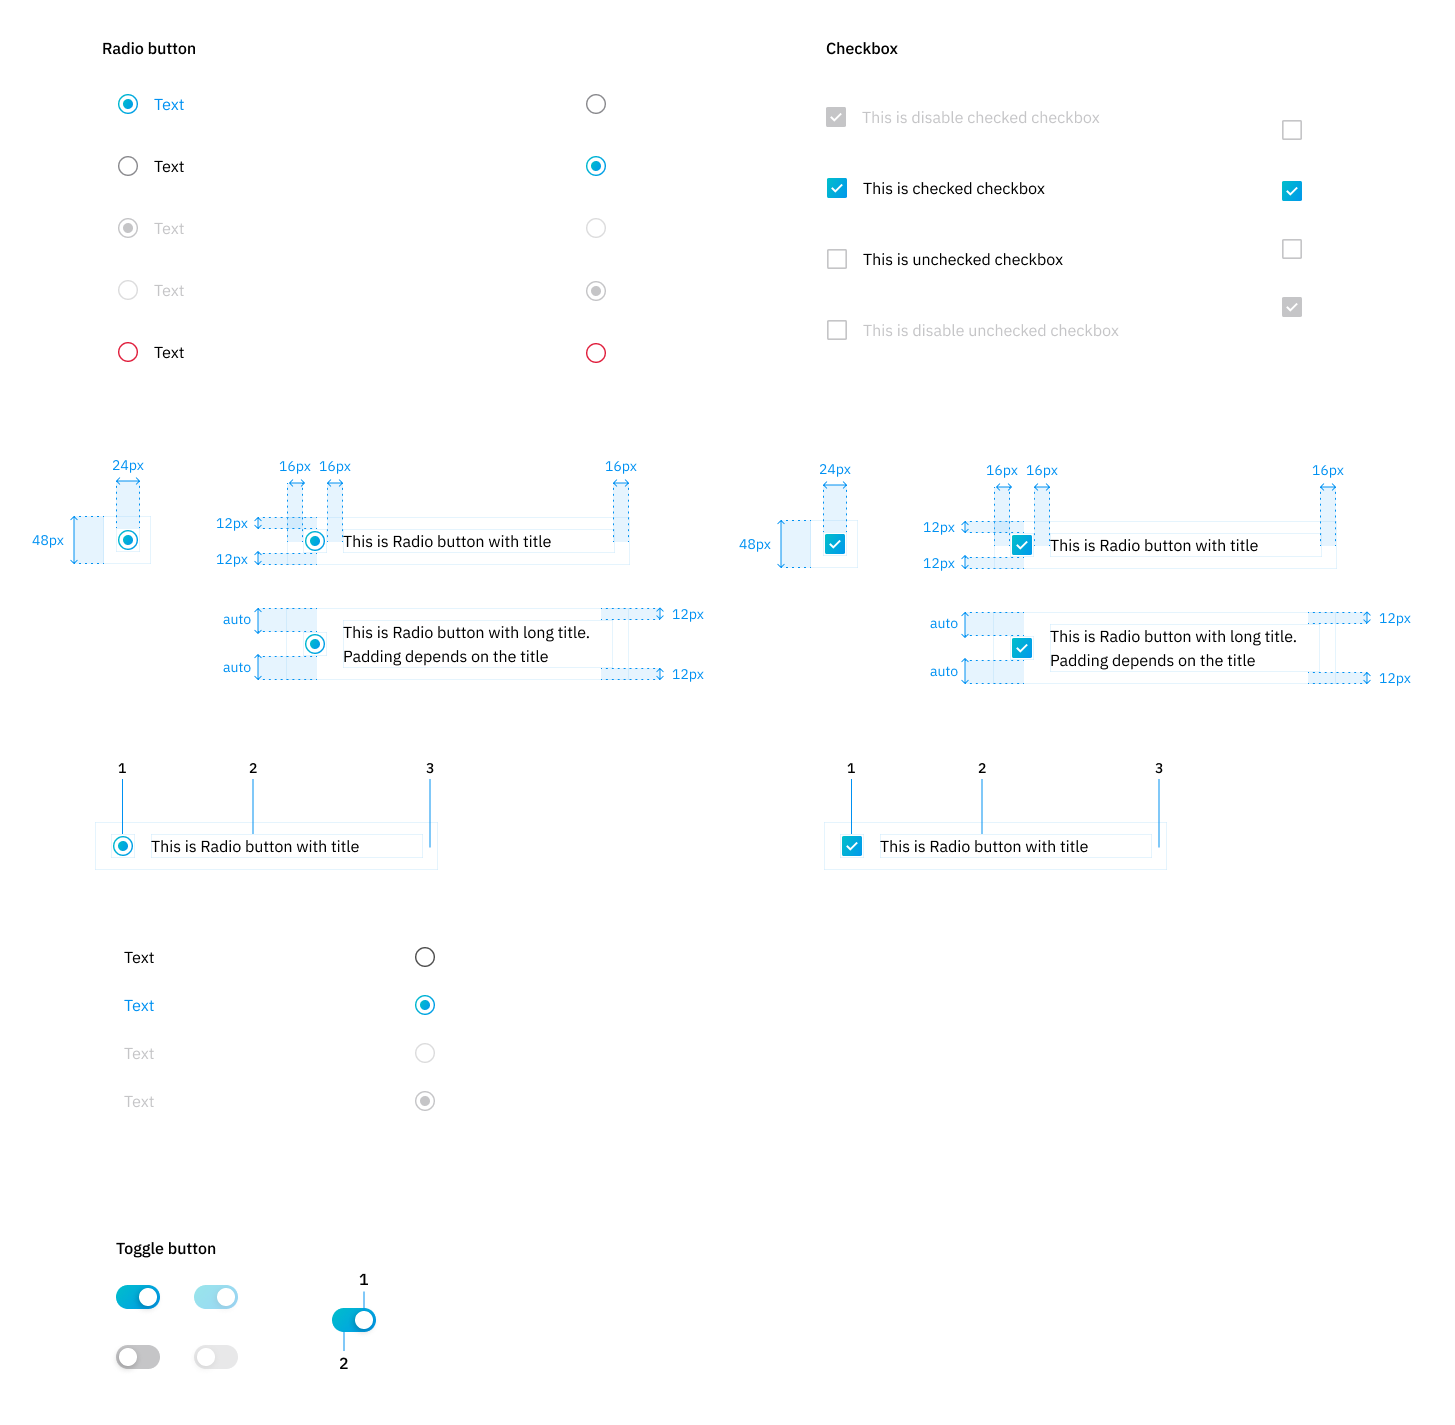 Radio button
Text
Text
Text
Text
Text
Checkbox
This is disable checked checkbox
This is checked checkbox
This is unchecked checkbox
This is disable unchecked checkbox
24px
48px
16px 16px 16px
12px
12px
This is Radio button with title
auto
auto
This is Radio button with long title.
Padding depends on the title
12px
12px
24px
48px
16px 16px 16px
12px
12px
This is Radio button with title
auto
auto
This is Radio button with long title.
Padding depends on the title
12px
12px
1 2 3
This is Radio button with title
1 2 3
This is Radio button with title
Text
Text
Text
Text
Toggle button
1
2